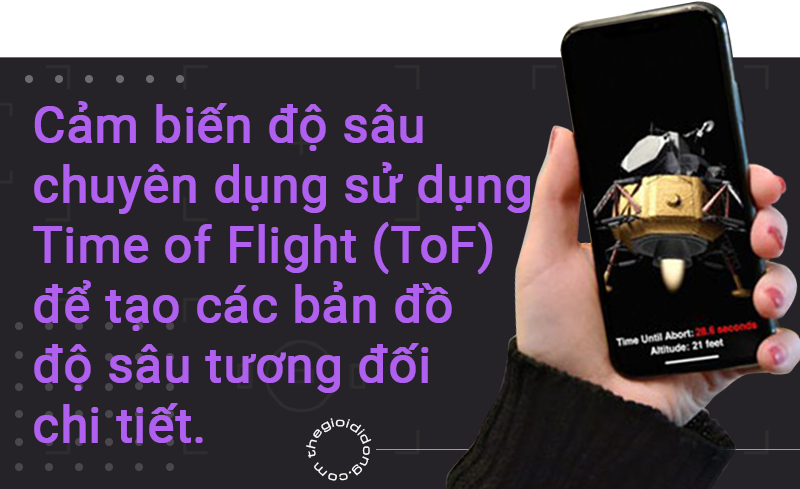 Cảm biến độ sâu
chuyên dụng sử dụng
Time of Flight (ToF)
để tạo các bản đồ
độ sâu tương đối
chi tiết.
Time Until Abort: 28.6 seconds
Altitude: 21 feet
thegioididong.com